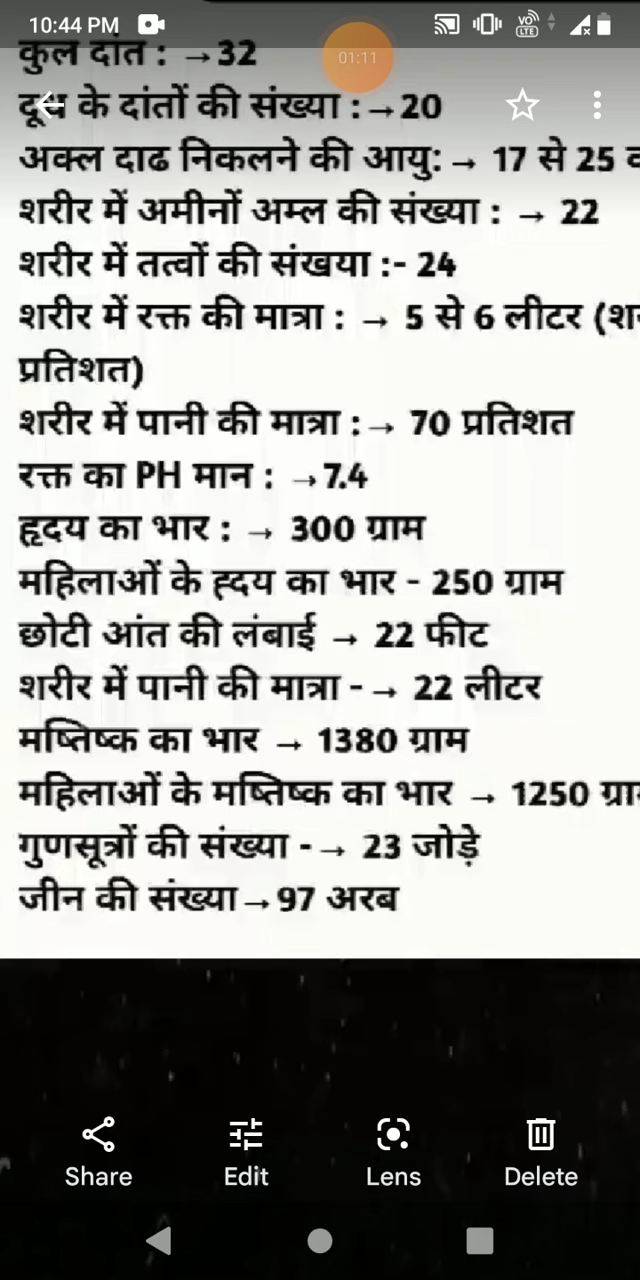 10:44 PM
VO LTE
कुल दांत : → 32
01:11
दूध के दांतों की संख्या : → 20
अक्ल दाढ निकलने की आयु: → 17 से 25
शरीर में अमीनों अम्ल की संख्या : → 22
शरीर में तत्वों की संखया :- 24
शरीर में रक्त की मात्रा : → 5 से 6 लीटर
प्रतिशत)
शरीर में पानी की मात्रा : → 70 प्रतिशत
रक्त का PH मान : → 7.4
हृदय का भार : → 300 ग्राम
महिलाओं के ह्दय का भार - 250 ग्राम
छोटी आंत की लंबाई → 22 फीट
शरीर में पानी की मात्रा - → 22 लीटर
मष्तिष्क का भार → 1380 ग्राम
महिलाओं के मष्तिष्क का भार → 1250
गुणसूत्रों की संख्या - → 23 जोड़े
जीन की संख्या → 97 अरब
Share Edit Lens Delete